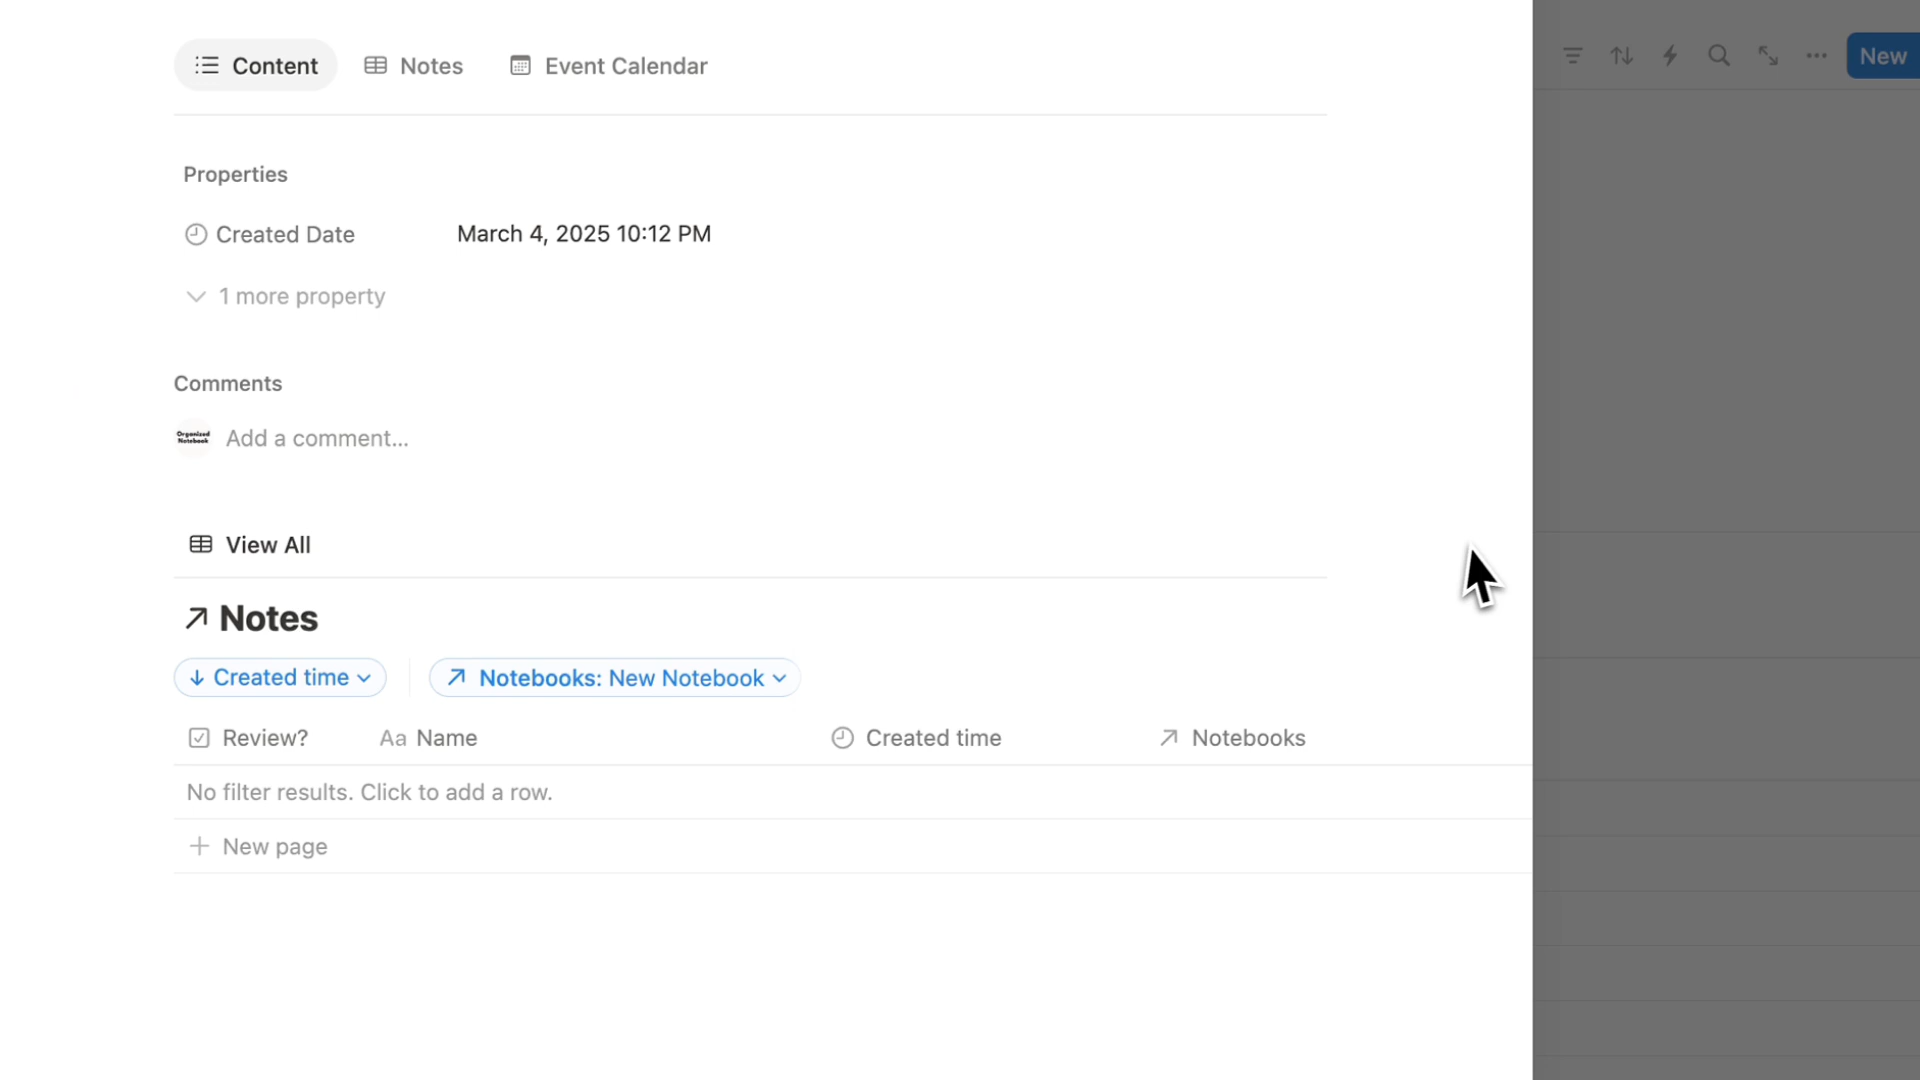 Content Notes Event Calendar
New
Properties
Created Date March 4, 2025 10:12 PM
1 more property
Comments
Organized
Notebook
Add a comment...
View All
Notes
Created time Notebooks: New Notebook
Review? Aa Name Created time Notebooks
No filter results. Click to add a row.
New page